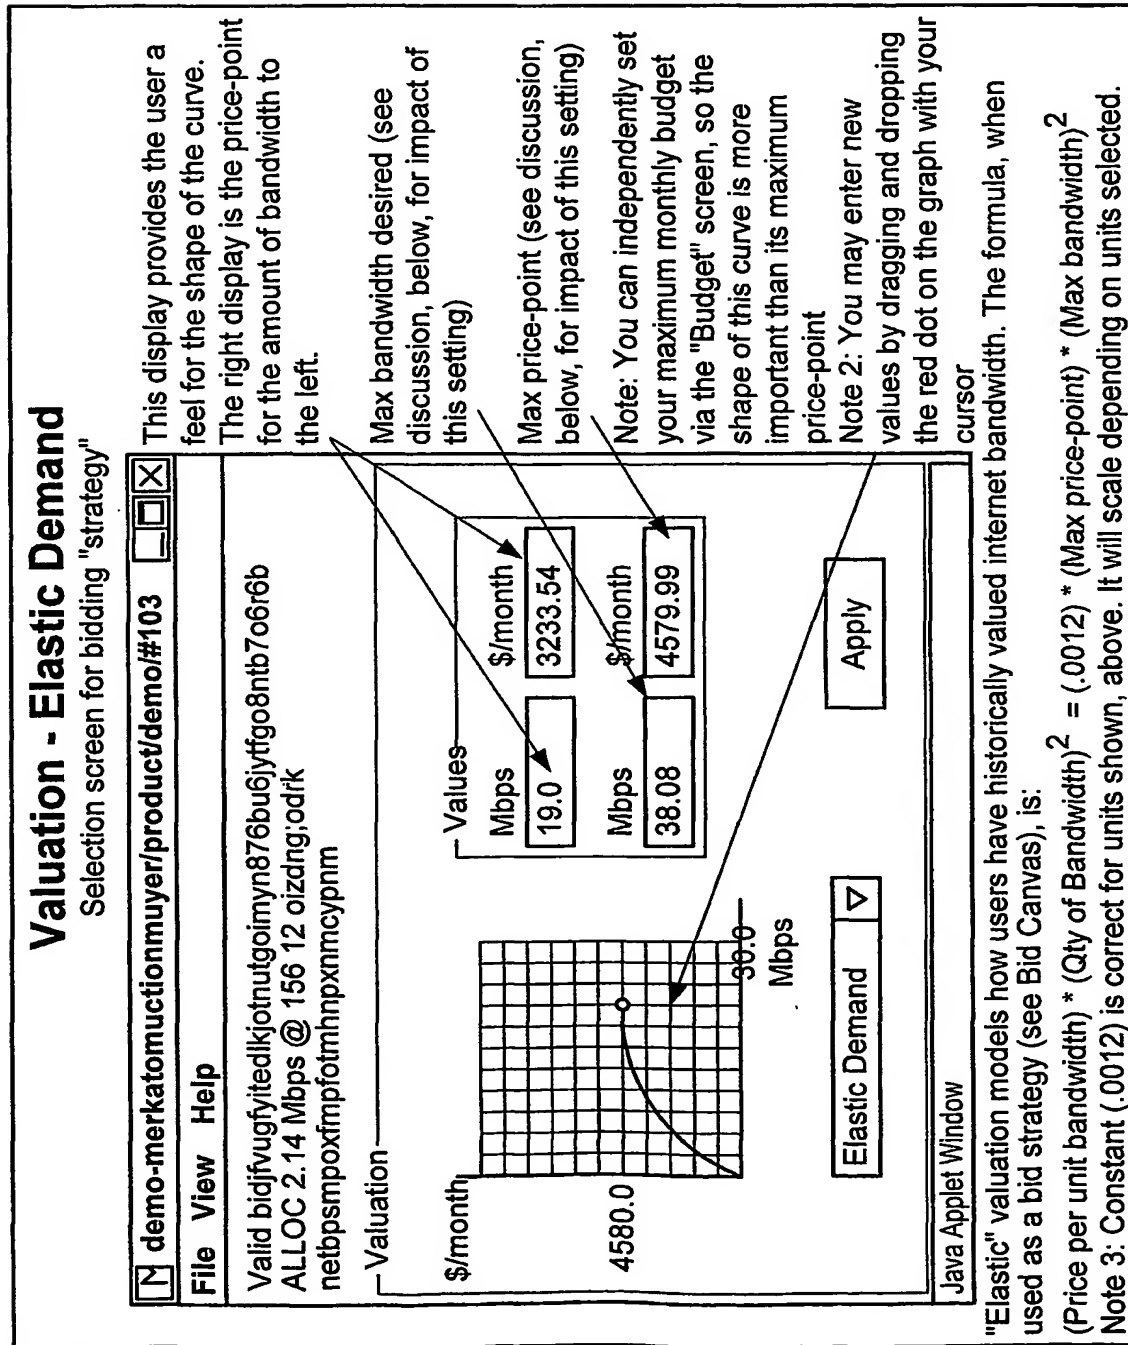 Valuation - Elastic Demand
Selection screen for bidding "strategy"
demo-merkatomuctionmuyer/product/demo/#103
File View Help
Valid bidjfvugfyitedlkjotnutgoimyn876bu6jytfgo8ntb7o6r6b
ALLOC 2.14 Mbps @ 156 12 oizdng;odrk
netbpsmpoxfmpfotmhnpxnmcypnm
Valuation
$/month
4580.0
30.0
Mbps
Values
Mbps $/month
19.0 3233.54
Mbps $/month
38.08 4579.99
Elastic Demand
Apply
Java Applet Window
This display provides the user a
feel for the shape of the curve.
The right display is the price-point
for the amount of bandwidth to
the left.
Max bandwidth desired (see
discussion, below, for impact of
this setting)
Max price-point (see discussion,
below, for impact of this setting)
Note: You can independently set
your maximum monthly budget
via the "Budget" screen, so the
shape of this curve is more
important than its maximum
price-point
Note 2: You may enter new
values by dragging and dropping
the red dot on the graph with your
cursor
"Elastic" valuation models how users have historically valued internet bandwidth. The formula, when
used as a bid strategy (see Bid Canvas), is:
(Price per unit bandwidth) * (Qty of Bandwidth)2 = (.0012) * (Max price-point) * (Max bandwidth)2
Note 3: Constant (.0012) is correct for units shown, above. It will scale depending on units selected.